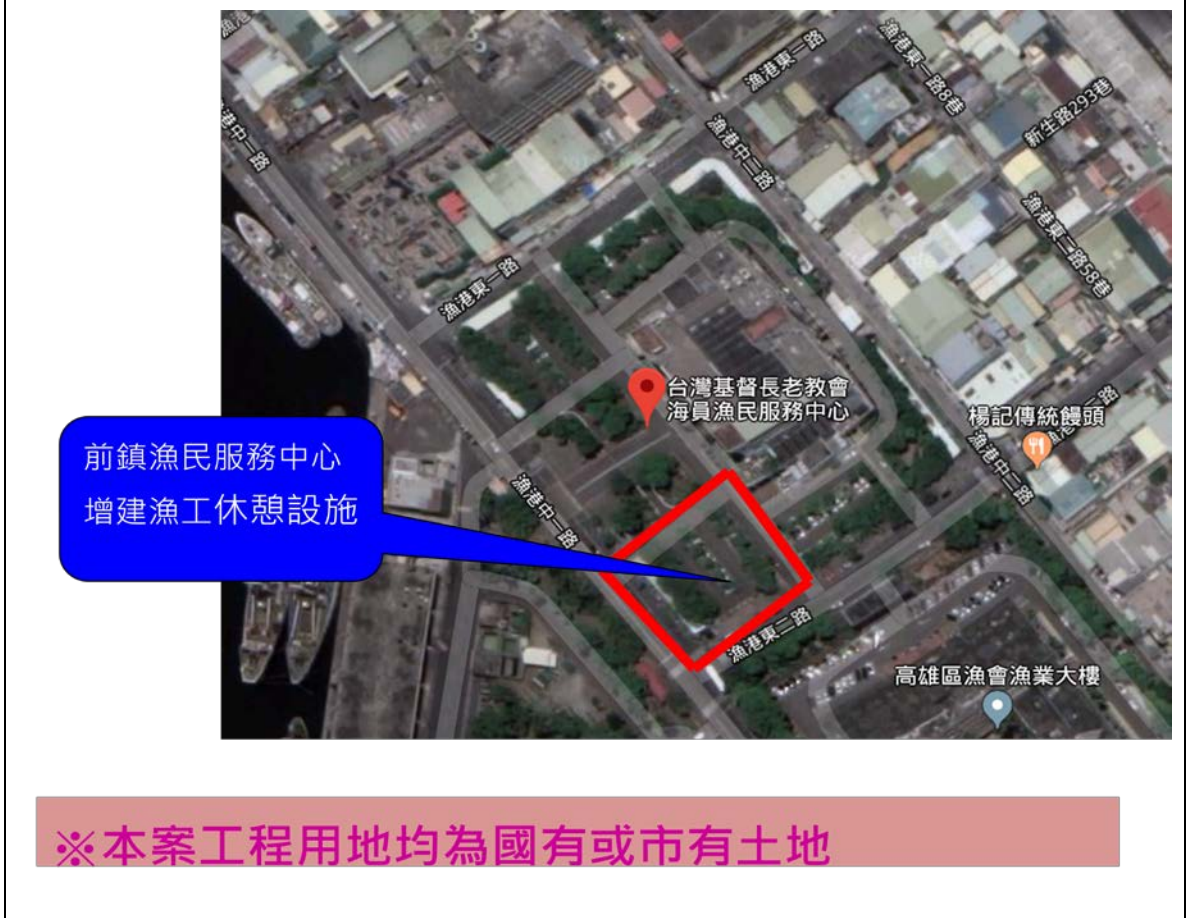 漁港東一路
漁港東一路8巷
新生路293巷
漁港中一路
漁港中二路
漁港東二路58巷
漁港東一路
台灣基督長老教會
海員漁民服務中心
楊記傳統饅頭
漁港東二路
漁港中二路
前鎮漁民服務中心
增建漁工休憩設施
漁港中一路
漁港東二路
高雄區漁會漁業大樓
※本案工程用地均為國有或市有土地